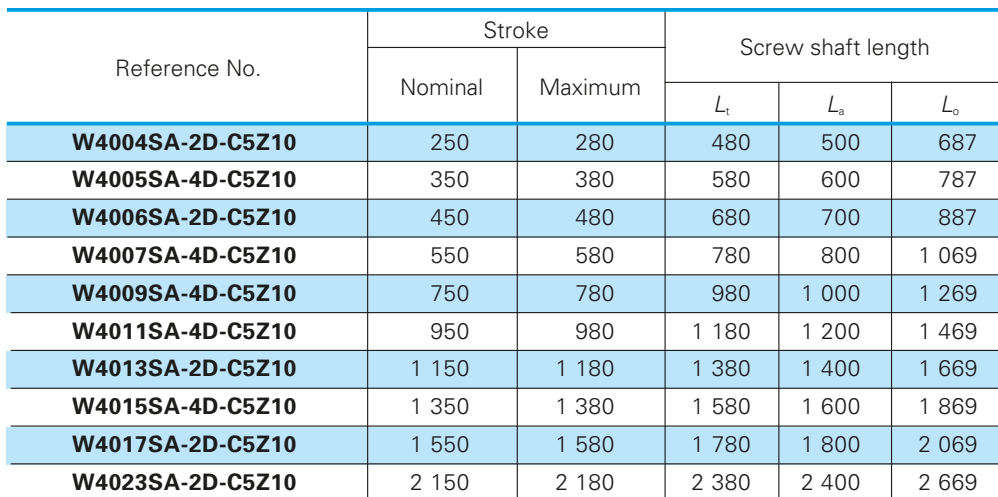 Reference No. Stroke Screw shaft length
Nominal Maximum
Lt La Lo
W4004SA-2D-C5Z10 250 280 480 500 687
W4005SA-4D-C5Z10 350 380 580 600 787
W4006SA-2D-C5Z10 450 480 680 700 887
W4007SA-4D-C5Z10 550 580 780 800 1 069
W4009SA-4D-C5Z10 750 780 980 1 000 1 269
W4011SA-4D-C5Z10 950 980 1 180 1 200 1 469
W4013SA-2D-C5Z10 1 150 1 180 1 380 1 400 1 669
W4015SA-4D-C5Z10 1 350 1 380 1 580 1 600 1 869
W4017SA-2D-C5Z10 1 550 1 580 1 780 1 800 2 069
W4023SA-2D-C5Z10 2 150 2 180 2 380 2 400 2 669